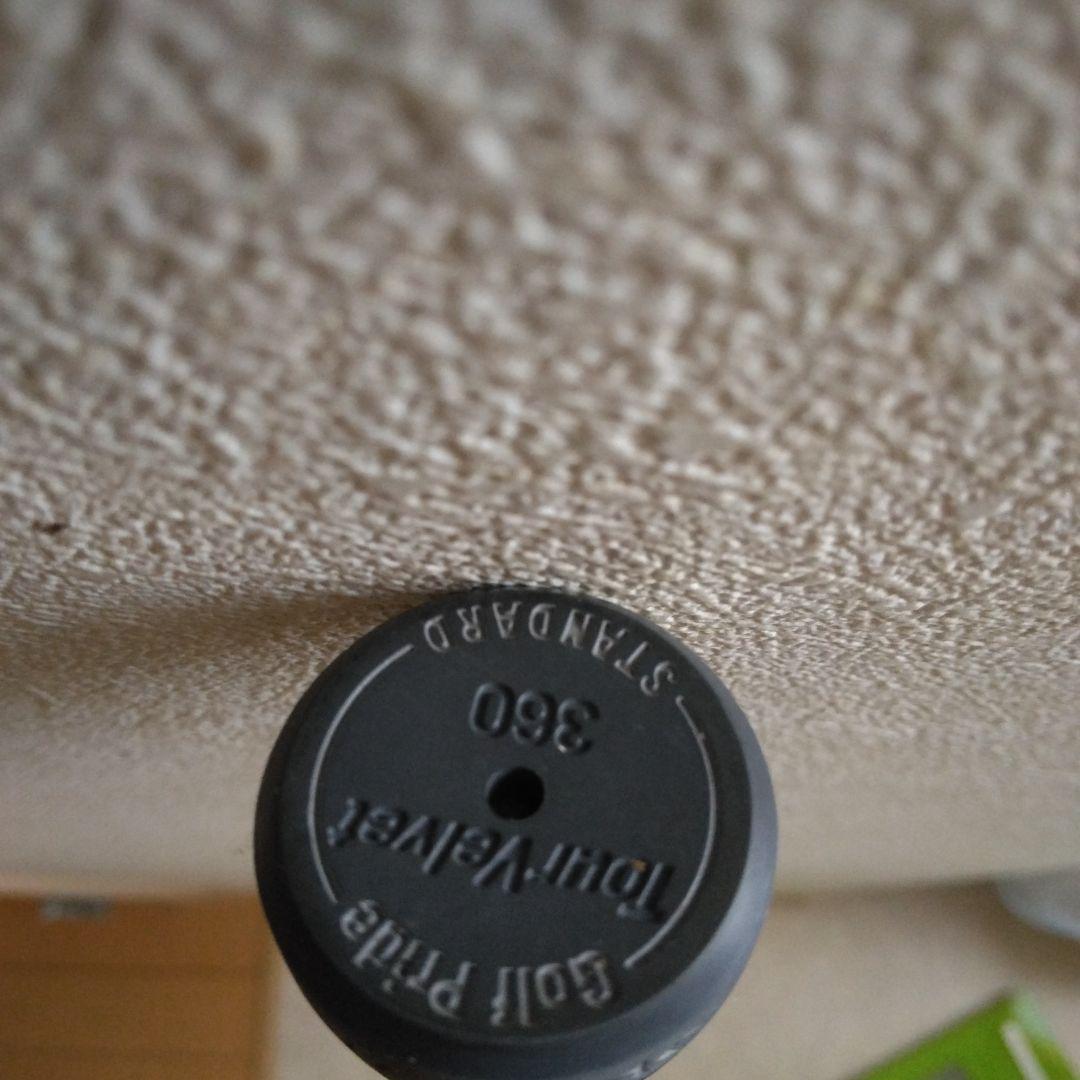 Golf Pride
Tour Velvet
360
STANDARD